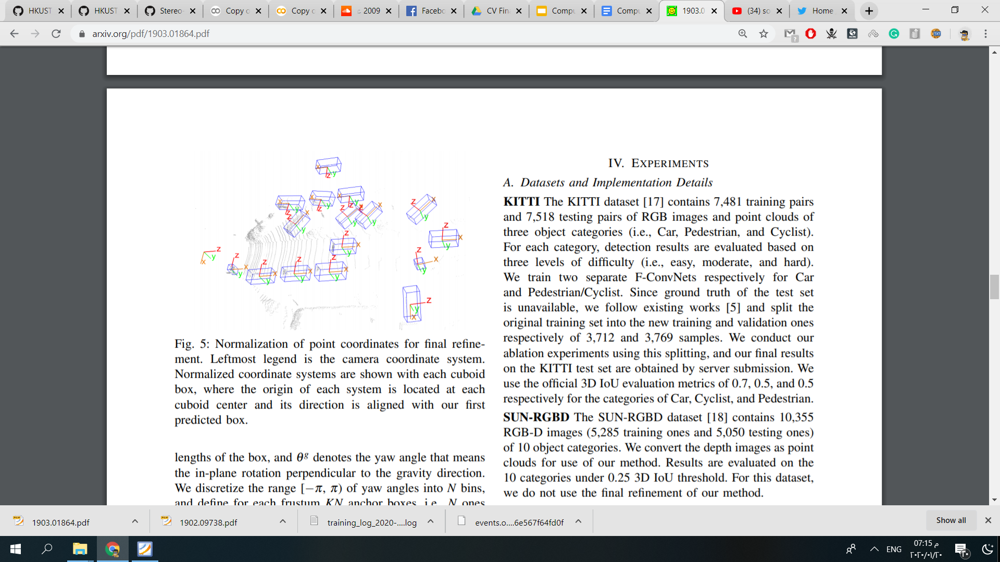 HKUST
HKUST
Stereo-
Copy o
Copy c
c 2009
Facebo
CV Fin
Compu
Compu
1903.0
(34) so
Home
arxiv.org/pdf/1903.01864.pdf
Fig. 5: Normalization of point coordinates for final refine-
ment. Leftmost legend is the camera coordinate system.
Normalized coordinate systems are shown with each cuboid
box, where the origin of each system is located at each
cuboid center and its direction is aligned with our first
predicted box.
lengths of the box, and θ^g denotes the yaw angle that means
the in-plane rotation perpendicular to the gravity direction.
We discretize the range [−π, π) of yaw angles into N bins,
and define for each frustum KN anchor boxes, i.e., N ones
IV. EXPERIMENTS
A. Datasets and Implementation Details
KITTI The KITTI dataset [17] contains 7,481 training pairs
and 7,518 testing pairs of RGB images and point clouds of
three object categories (i.e., Car, Pedestrian, and Cyclist).
For each category, detection results are evaluated based on
three levels of difficulty (i.e., easy, moderate, and hard).
We train two separate F-ConvNets respectively for Car
and Pedestrian/Cyclist. Since ground truth of the test set
is unavailable, we follow existing works [5] and split the
original training set into the new training and validation ones
respectively of 3,712 and 3,769 samples. We conduct our
ablation experiments using this splitting, and our final results
on the KITTI test set are obtained by server submission. We
use the official 3D IoU evaluation metrics of 0.7, 0.5, and 0.5
respectively for the categories of Car, Cyclist, and Pedestrian.
SUN-RGBD The SUN-RGBD dataset [18] contains 10,355
RGB-D images (5,285 training ones and 5,050 testing ones)
of 10 object categories. We convert the depth images as point
clouds for use of our method. Results are evaluated on the
10 categories under 0.25 3D IoU threshold. For this dataset,
we do not use the final refinement of our method.
1903.01864.pdf
1902.09738.pdf
training_log_2020-....log
events.o....6e567f64fd0f
Show all
ENG
07:15 م
٢٠٢٠/٠١/٢٠